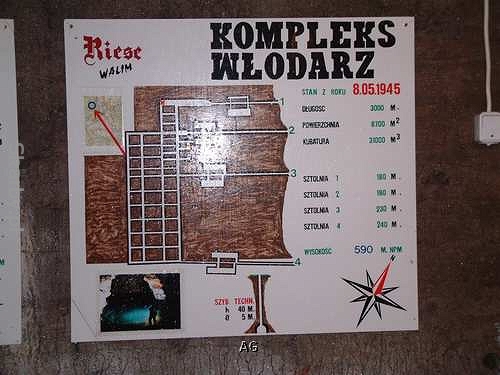 Riese
WALIM
KOMPLEKS
WŁODARZ
STAN Z ROKU 8.05.1945
DŁUGOŚĆ 3000 M.
POWIERZCHNIA 8700 M2
KUBATURA 31000 M3
SZTOLNIA 1 180 M.
SZTOLNIA 2 180 M.
SZTOLNIA 3 230 M.
SZTOLNIA 4 240 M.
WYSOKOŚĆ 590 M. NPM
1
2
3
4
N
SZYB TECHN.
h 40 M.
Ø 5 M.
AG